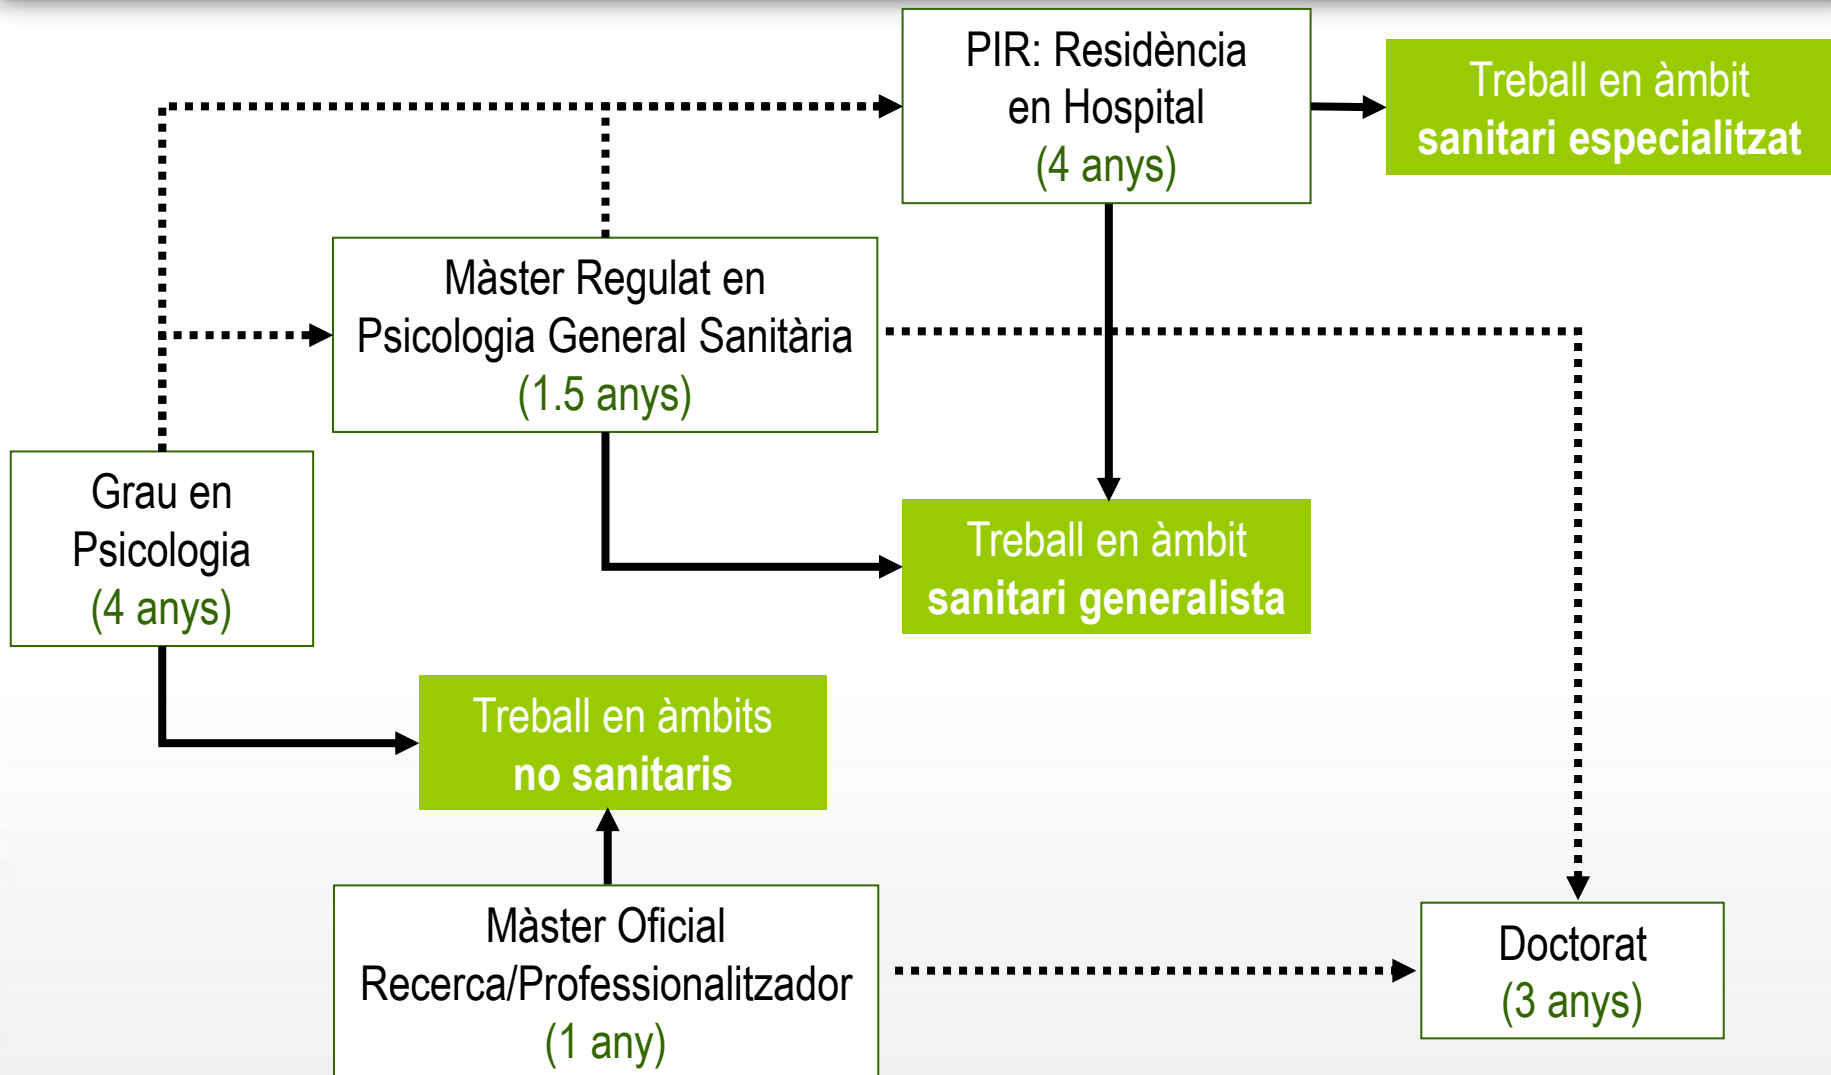 PIR: Residència
en Hospital
(4 anys)
Treball en àmbit
sanitari especialitzat
Màster Regulat en
Psicologia General Sanitària
(1.5 anys)
Grau en
Psicologia
(4 anys)
Treball en àmbit
sanitari generalista
Treball en àmbits
no sanitaris
Màster Oficial
Recerca/Professionalitzador
(1 any)
Doctorat
(3 anys)